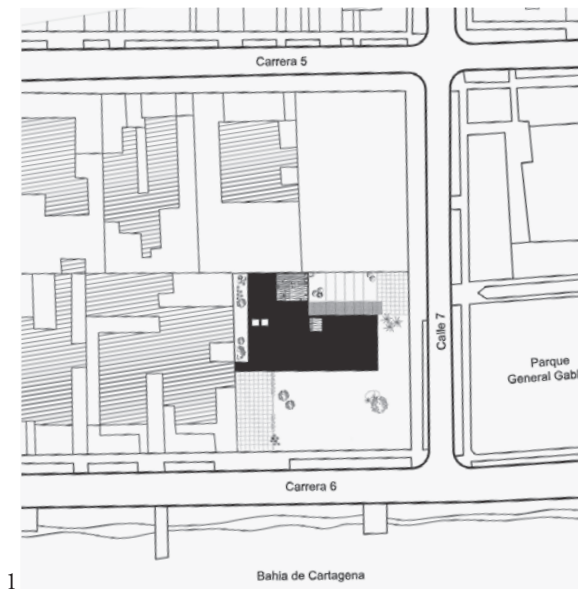 Carrera 5
Calle 7
Parque
General Gabl
Carrera 6
Bahia de Cartagena
1